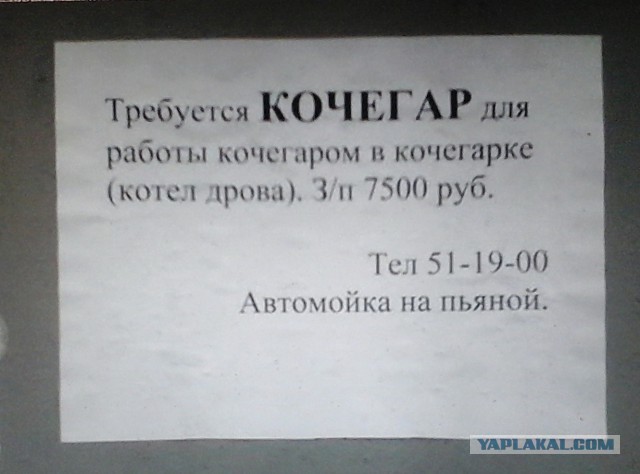 Требуется КОЧЕГАР для
работы кочегаром в кочегарке
(котел дрова). З/п 7500 руб.
Тел 51-19-00
Автомойка на пьяной.
YAPLAKAL.COM